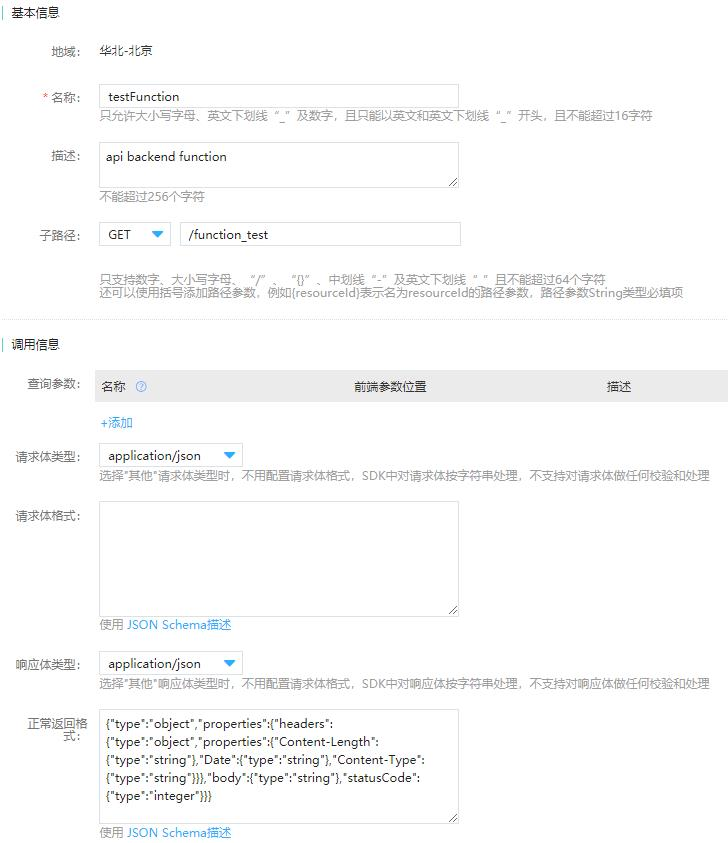 基本信息
地域： 华北-北京
* 名称： testFunction
只允许大小写字母、英文下划线“_”及数字，且只能以英文和英文下划线“_”开头，且不能超过16字符
描述： api backend function
不能超过256个字符
子路径： GET /function_test
只支持数字、大小写字母、“/”、“{}”、中划线“-”及英文下划线“_”且不能超过64个字符
还可以使用括号添加路径参数，例如{resourceId}表示名为resourceId的路径参数，路径参数String类型必填项
调用信息
查询参数： 名称 ? 前端参数位置 描述
+添加
请求体类型： application/json
选择"其他"请求体类型时，不用配置请求体格式，SDK中对请求体按字符串处理，不支持对请求体做任何校验和处理
请求体格式：
使用 JSON Schema描述
响应体类型： application/json
选择"其他"响应体类型时，不用配置请求体格式，SDK中对响应体按字符串处理，不支持对响应体做任何校验和处理
正常返回格
式：
{"type":"object","properties":{"headers":
{"type":"object","properties":{"Content-Length":
{"type":"string"},"Date":{"type":"string"},"Content-Type":
{"type":"string"}}},"body":{"type":"string"},"statusCode":
{"type":"integer"}}}
使用 JSON Schema描述